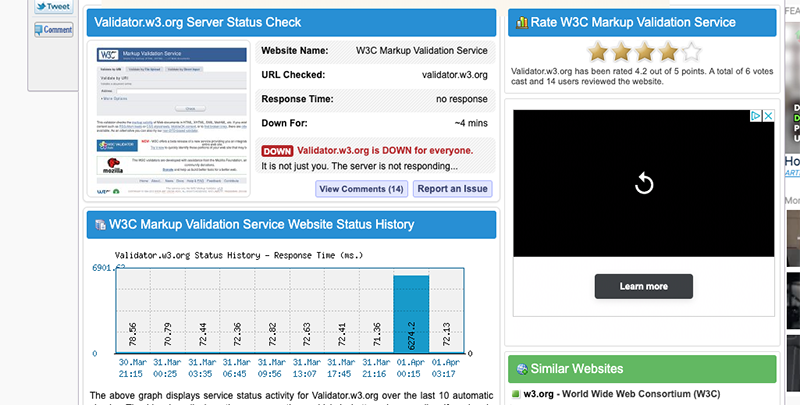 Tweet
Comment
Validator.w3.org Server Status Check
W3C Markup Validation Service
Website Name: W3C Markup Validation Service
URL Checked: validator.w3.org
Response Time: no response
Down For: ~4 mins
DOWN Validator.w3.org is DOWN for everyone.
It is not just you. The server is not responding...
mozilla
View Comments (14) Report an Issue
W3C Markup Validation Service Website Status History
Validator.w3.org Status History - Response Time (ms.)
6901.62
78.56 70.79 72.44 72.36 72.82 72.63 72.41 71.36 6274.2 72.13
0 0
30.Mar 31.Mar 31.Mar 31.Mar 31.Mar 31.Mar 31.Mar 31.Mar 01.Apr 01.Apr
21:15 00:25 03:35 06:45 09:56 13:07 17:45 21:16 00:15 03:17
The above graph displays service status activity for Validator.w3.org over the last 10 automatic
Rate W3C Markup Validation Service
Validator.w3.org has been rated 4.2 out of 5 points. A total of 6 votes
cast and 14 users reviewed the website.
Learn more
Similar Websites
w3.org - World Wide Web Consortium (W3C)